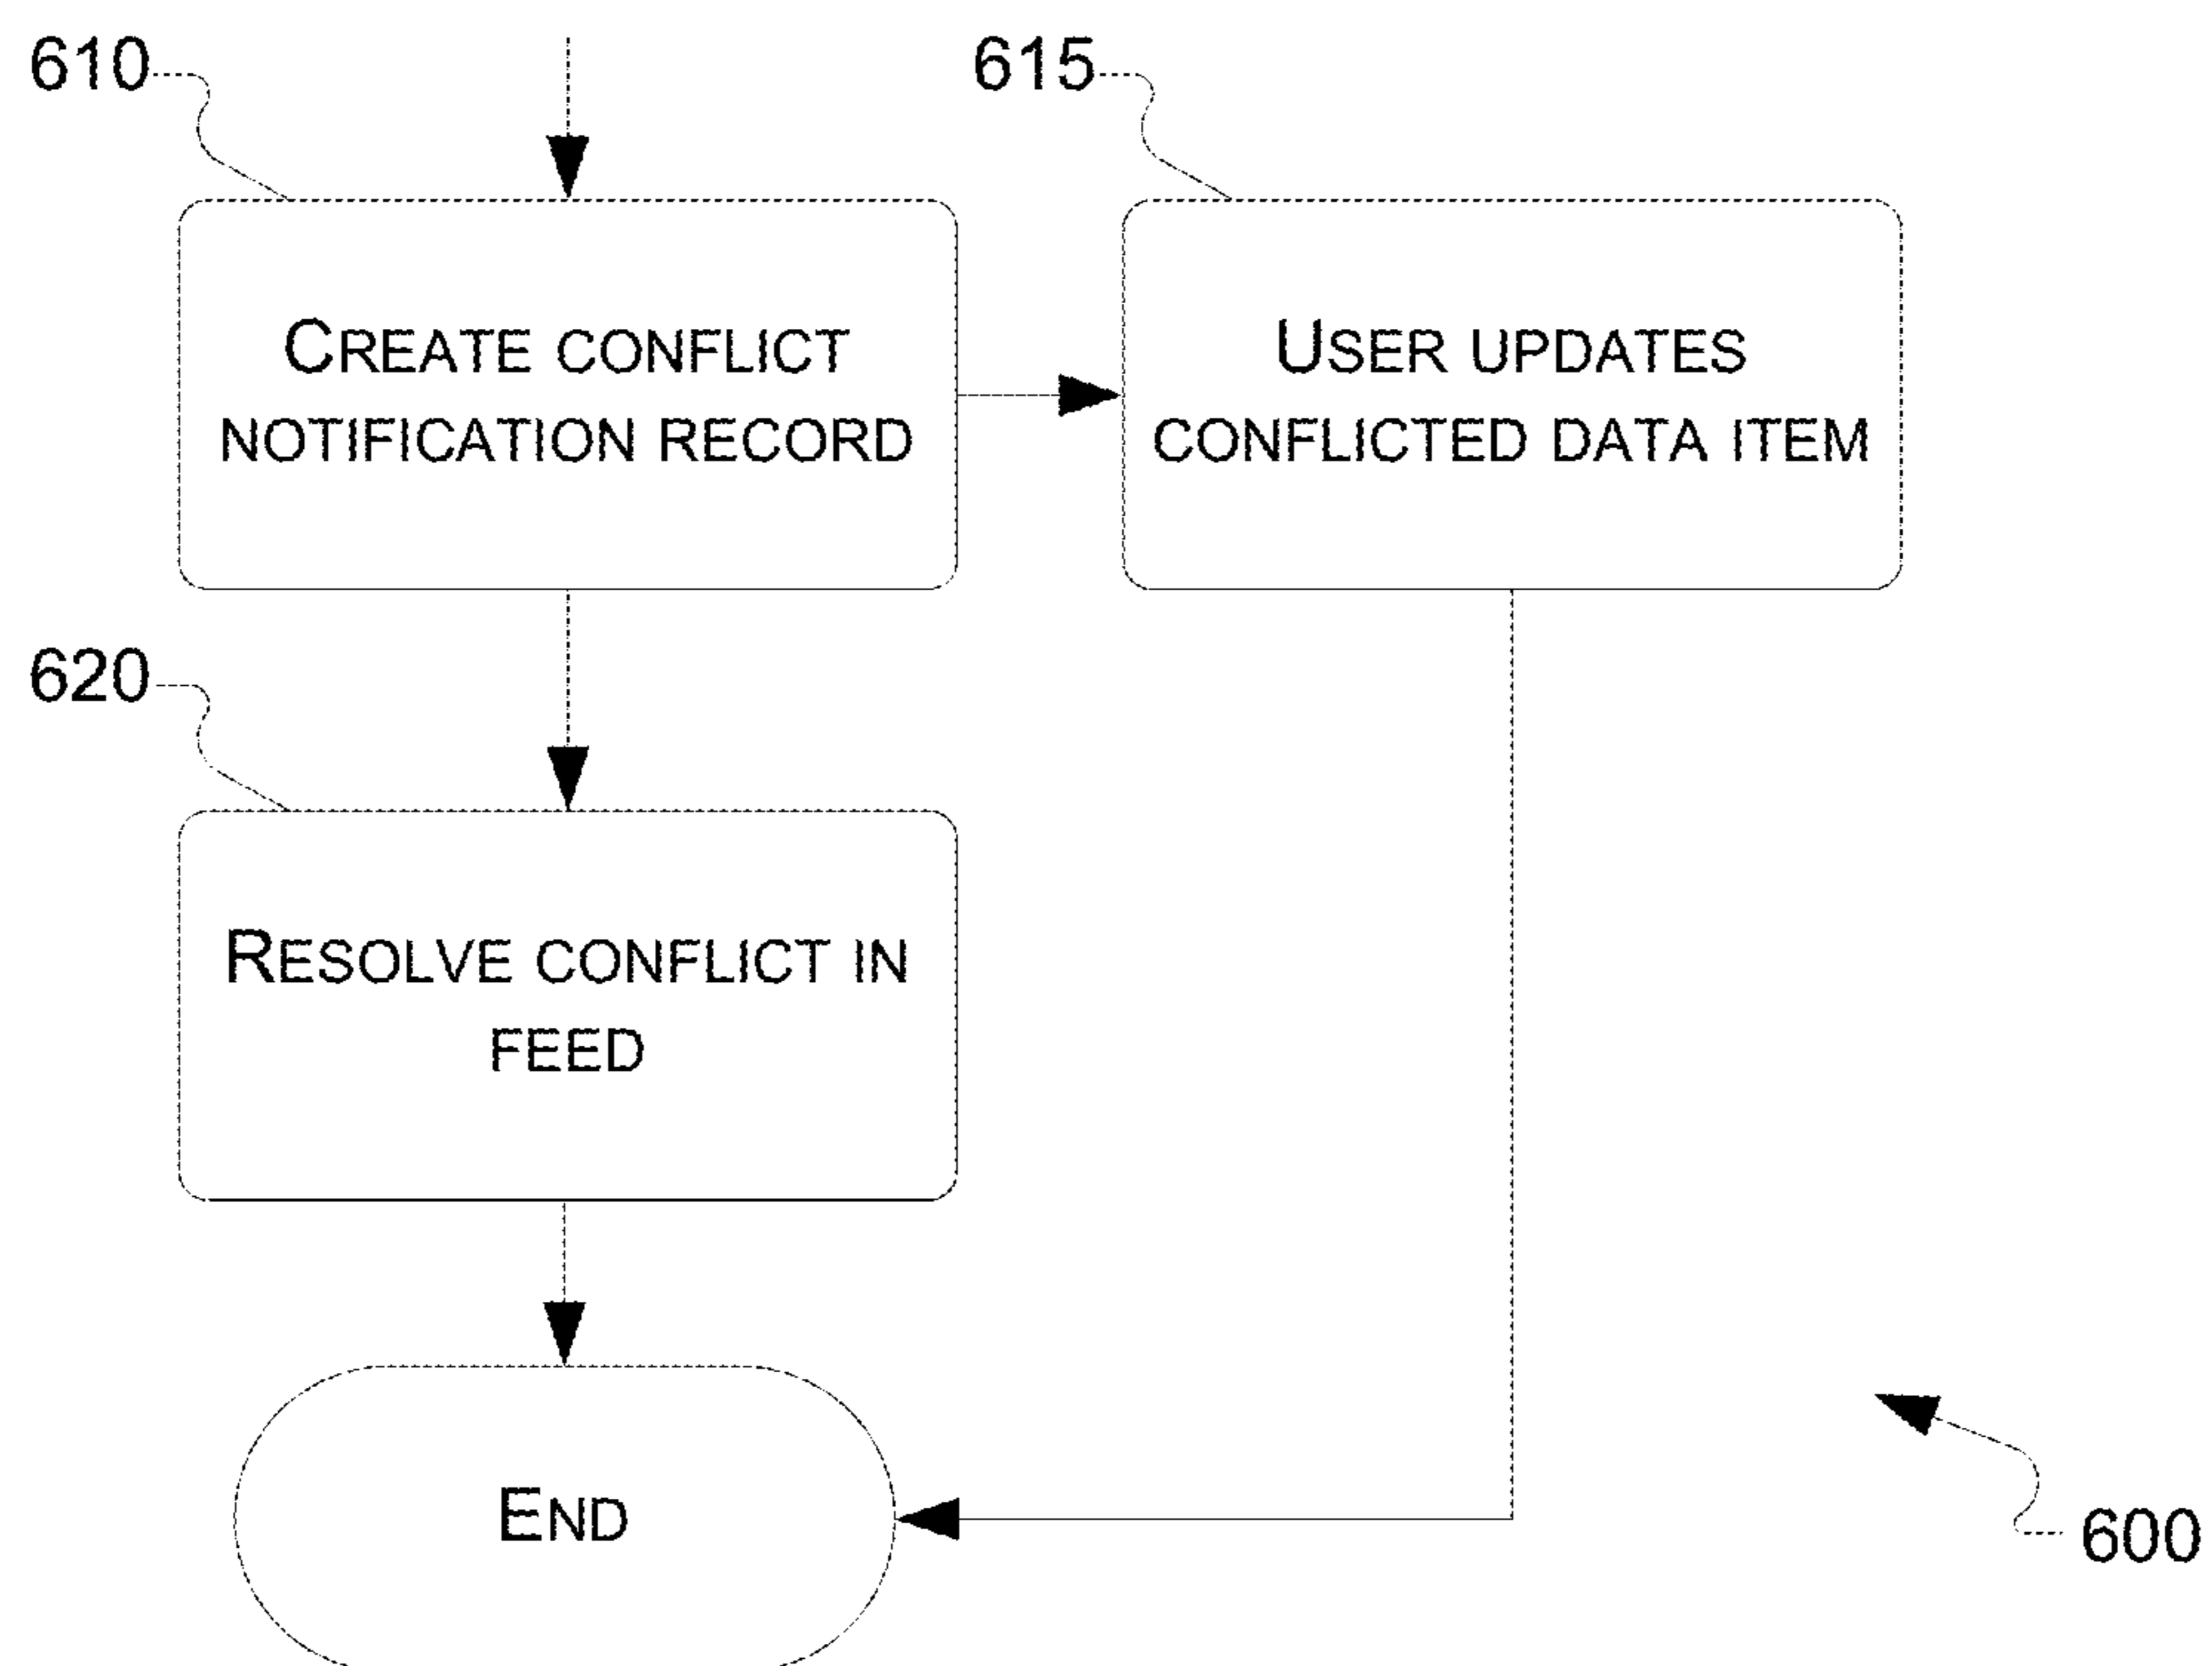 610
615
CREATE CONFLICT
NOTIFICATION RECORD
USER UPDATES
CONFLICTED DATA ITEM
620
RESOLVE CONFLICT IN
FEED
END
600